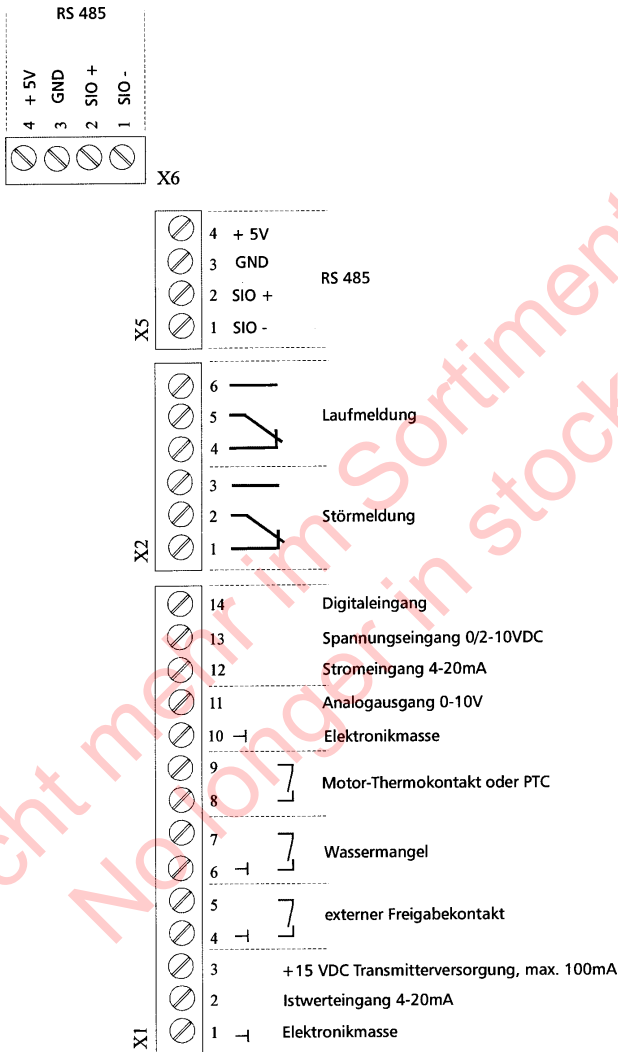 RS 485
4 + 5V
3 GND
2 SIO +
1 SIO -
X6
4 + 5V
3 GND
2 SIO +
1 SIO -
RS 485
X5
6
5
4
Laufmeldung
3
2
1
Störmeldung
X2
14 Digitaleingang
13 Spannungseingang 0/2-10VDC
12 Stromeingang 4-20mA
11 Analogausgang 0-10V
10 Elektronikmasse
9
8
Motor-Thermokontakt oder PTC
7
6
Wassermangel
5
4
externer Freigabekontakt
3 +15 VDC Transmitterversorgung, max. 100mA
2 Istwerteingang 4-20mA
1 Elektronikmasse
X1
cht mehr im Sortiment
No longer in stock